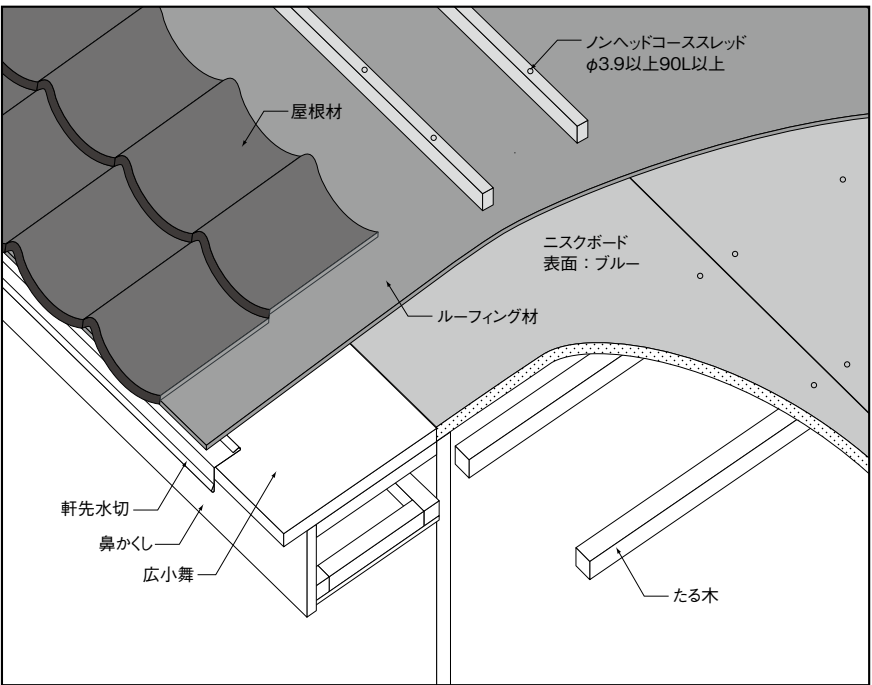 ノンヘッドコーススレッド
φ3.9以上90L以上
屋根材
ニスクボード
表面：ブルー
ルーフィング材
軒先水切
鼻かくし
広小舞
たる木